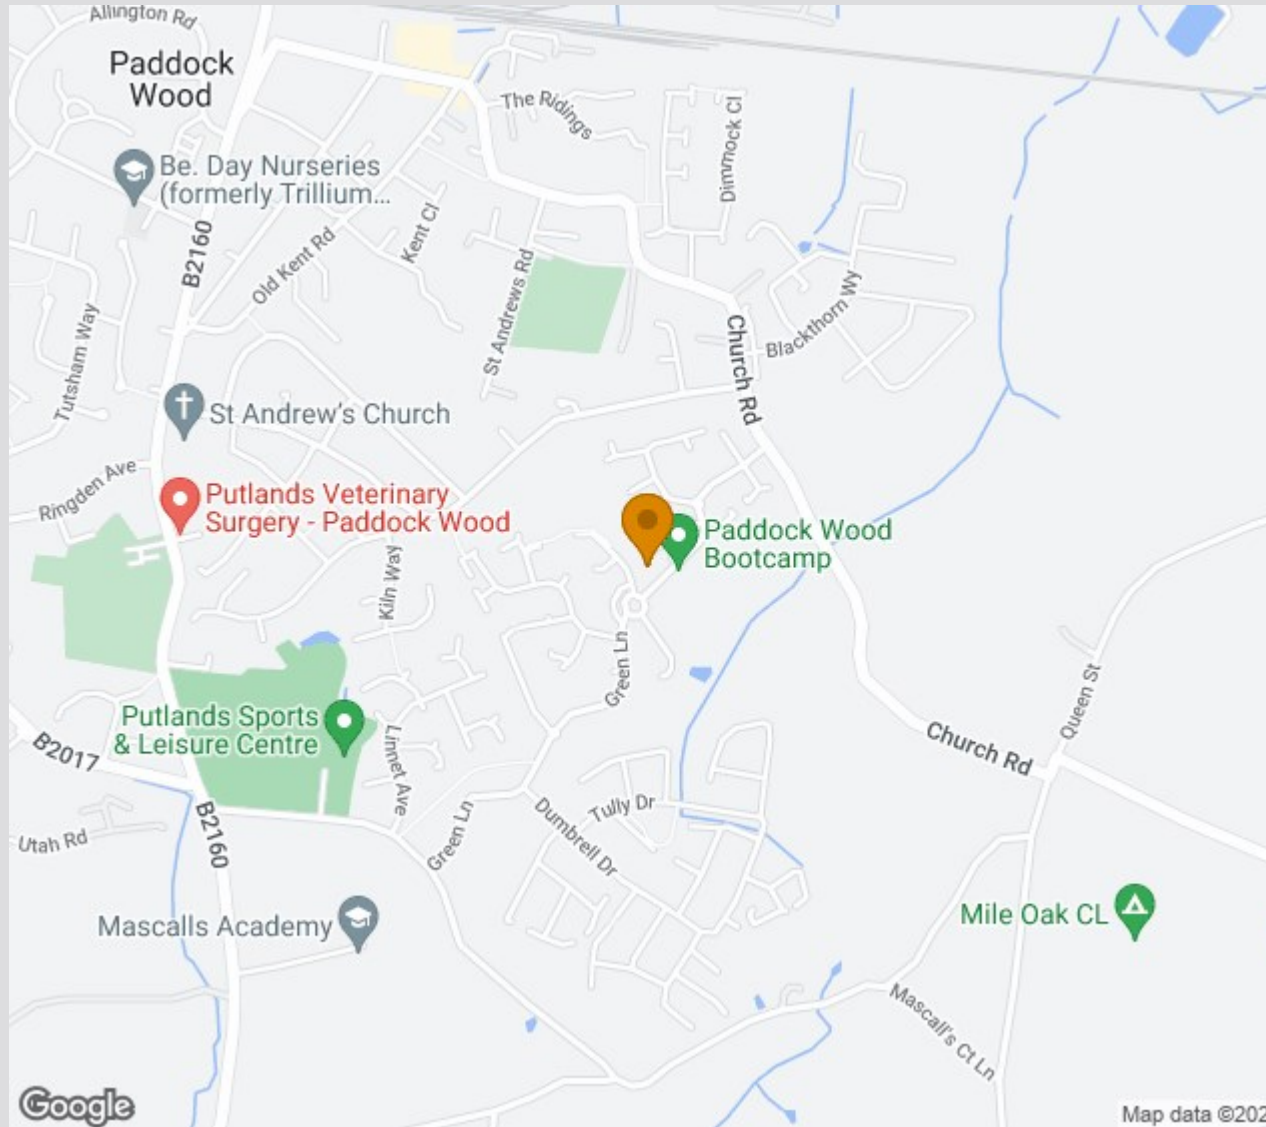 Allington Rd
Paddock
Wood
The Ridings
Dimmock Cl
Be. Day Nurseries
(formerly Trillium...
Kent Cl
B2160
Old Kent Rd
St Andrews Rd
Blackthorn Wy
Tutsham Way
Church Rd
St Andrew's Church
Ringden Ave
Putlands Veterinary
Surgery - Paddock Wood
Paddock Wood
Bootcamp
Kiln Way
Green Ln
Queen St
Putlands Sports
& Leisure Centre
Linnet Ave
B2017
Church Rd
Tully Dr
Dumbrell Dr
B2160
Green Ln
Utah Rd
Mascalls Academy
Mile Oak CL
Mascall's Ct Ln
Google
Map data ©202